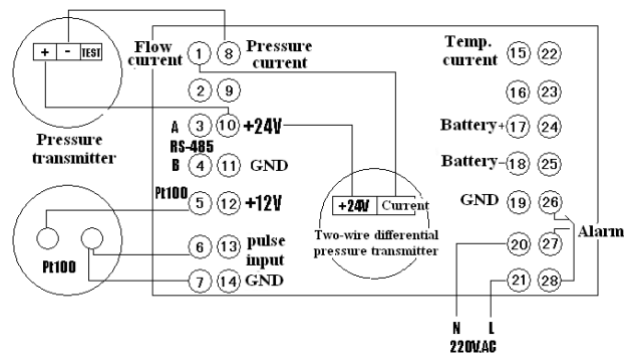 + - TEST
Pressure
transmitter
Flow
current
1 8
Pressure
current
2 9
A 3 10 +24V
RS-485
B 4 11 GND
Pt100
5 12 +12V
6 13 pulse
input
7 14 GND
Pt100
+24V Current
Two-wire differential
pressure transmitter
Temp.
current
15 22
16 23
Battery+ 17 24
Battery- 18 25
GND 19 26
20 27
Alarm
21 28
N L
220V.AC